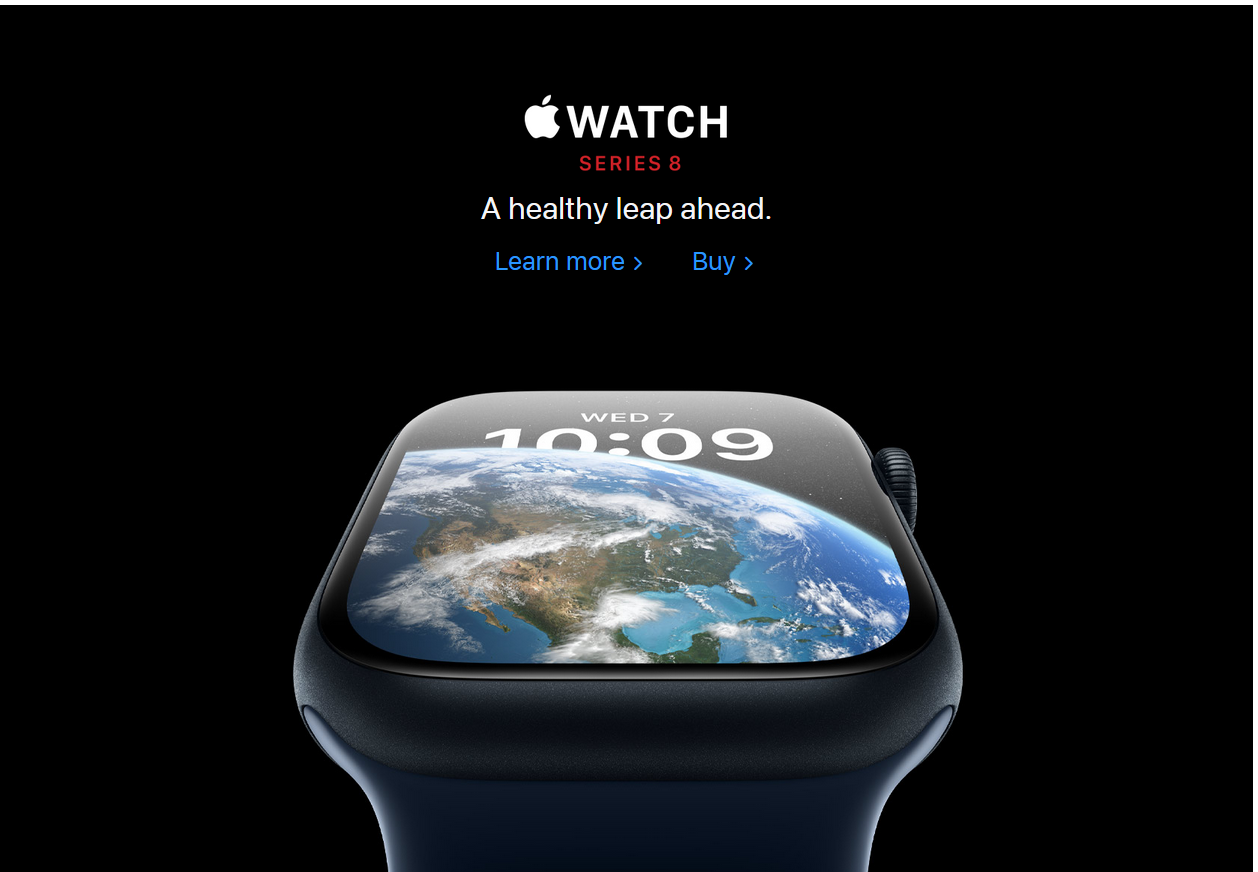 WATCH
SERIES 8
A healthy leap ahead.
Learn more >
Buy >
WED 7
10:09